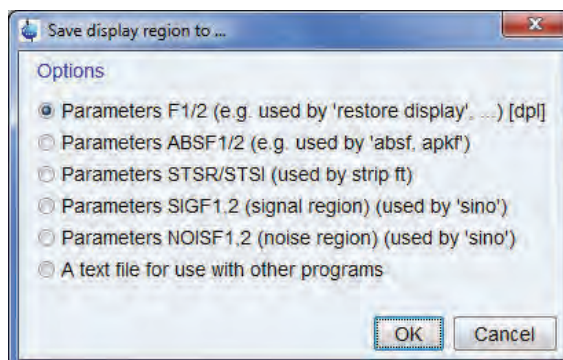 Save display region to ...
Options
Parameters F1/2 (e.g. used by 'restore display', ...) [dpl]
Parameters ABSF1/2 (e.g. used by 'absf, apkf')
Parameters STSR/STSI (used by strip ft)
Parameters SIGF1,2 (signal region) (used by 'sino')
Parameters NOISF1,2 (noise region) (used by 'sino')
A text file for use with other programs
OK Cancel